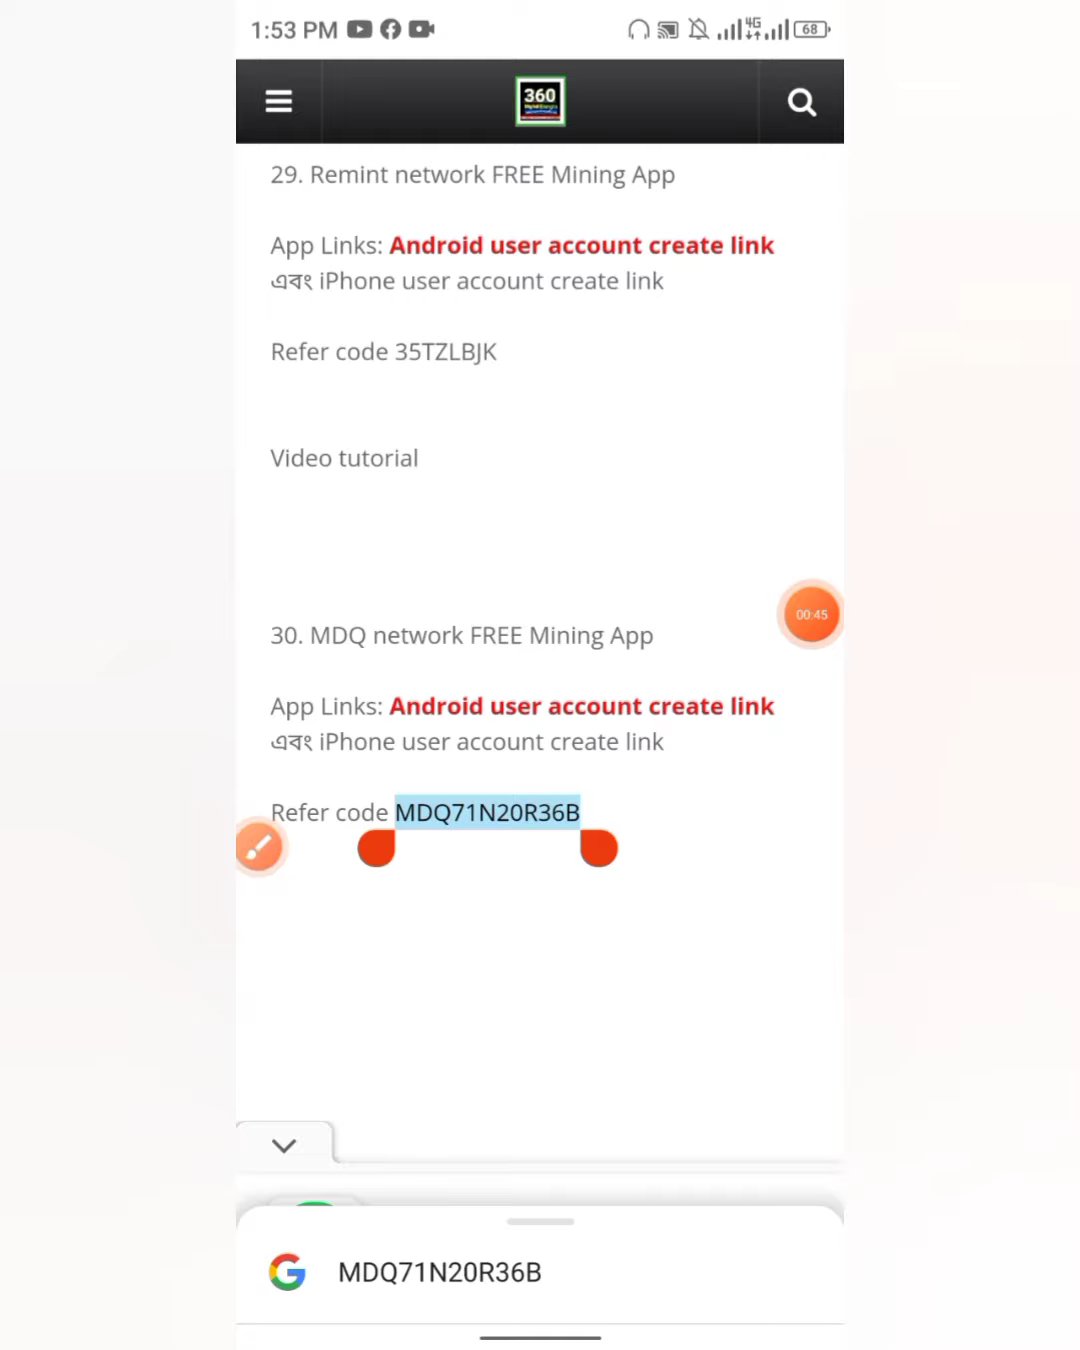 1:53 PM
4G
68
360
29. Remint network FREE Mining App
App Links: Android user account create link
এবং iPhone user account create link
Refer code 35TZLBJK
Video tutorial
00:45
30. MDQ network FREE Mining App
App Links: Android user account create link
এবং iPhone user account create link
Refer code MDQ71N20R36B
MDQ71N20R36B